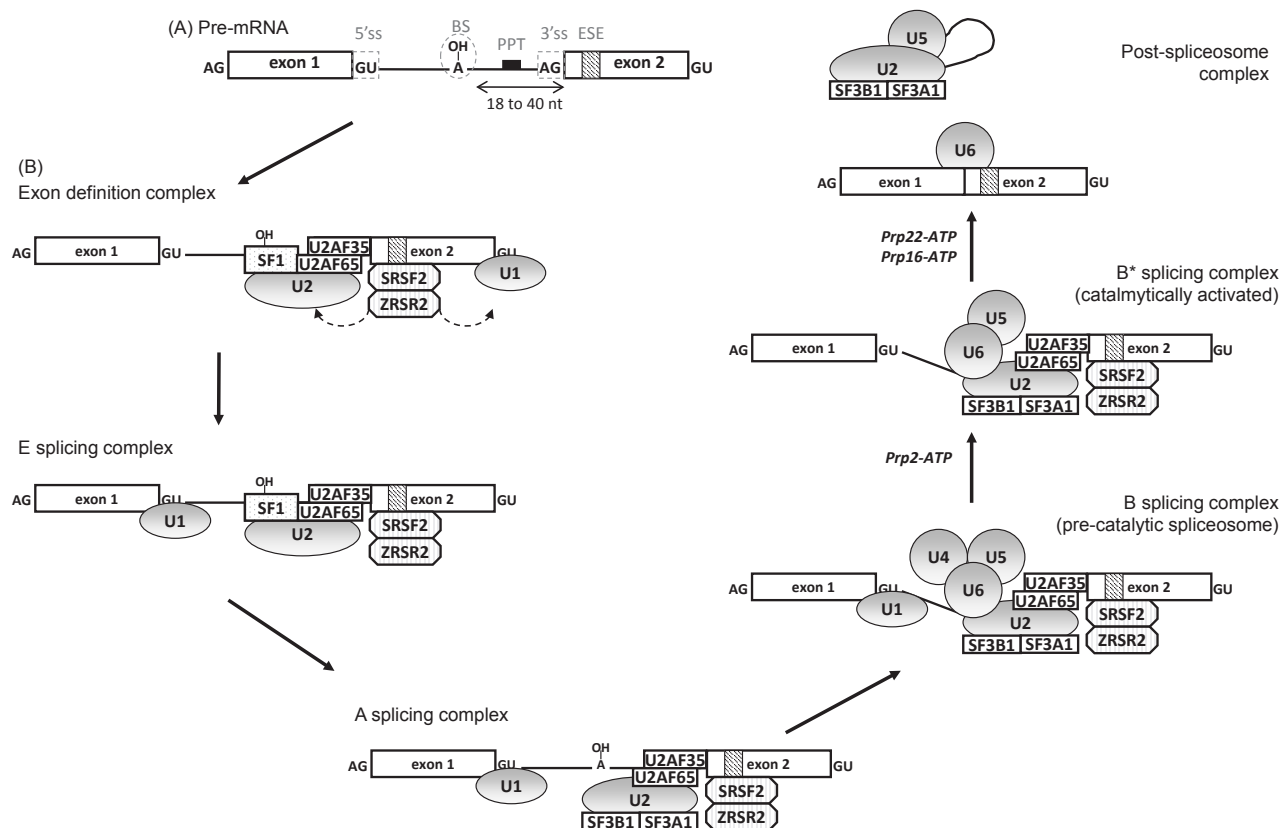 (A) Pre-mRNA
5'ss
BS
PPT
3'ss
ESE
OH
A
AG
exon 1
GU
AG
exon 2
GU
18 to 40 nt
(B)
Exon definition complex
OH
AG
exon 1
GU
SF1
U2AF35
U2AF65
U2
exon 2
GU
U1
SRSF2
ZRSR2
E splicing complex
OH
AG
exon 1
GU
U1
SF1
U2AF35
U2AF65
U2
exon 2
GU
SRSF2
ZRSR2
A splicing complex
OH
A
AG
exon 1
GU
U1
U2AF35
U2AF65
U2
SF3B1
SF3A1
exon 2
GU
SRSF2
ZRSR2
B splicing complex
(pre-catalytic spliceosome)
U4
U5
U6
AG
exon 1
GU
U1
U2AF35
U2AF65
U2
SF3B1
SF3A1
exon 2
GU
SRSF2
ZRSR2
Prp2-ATP
B* splicing complex
(catalmytically activated)
U5
U6
AG
exon 1
GU
U2AF35
U2AF65
U2
SF3B1
SF3A1
exon 2
GU
SRSF2
ZRSR2
Prp22-ATP
Prp16-ATP
U6
AG
exon 1
exon 2
GU
Post-spliceosome
complex
U5
U2
SF3B1
SF3A1